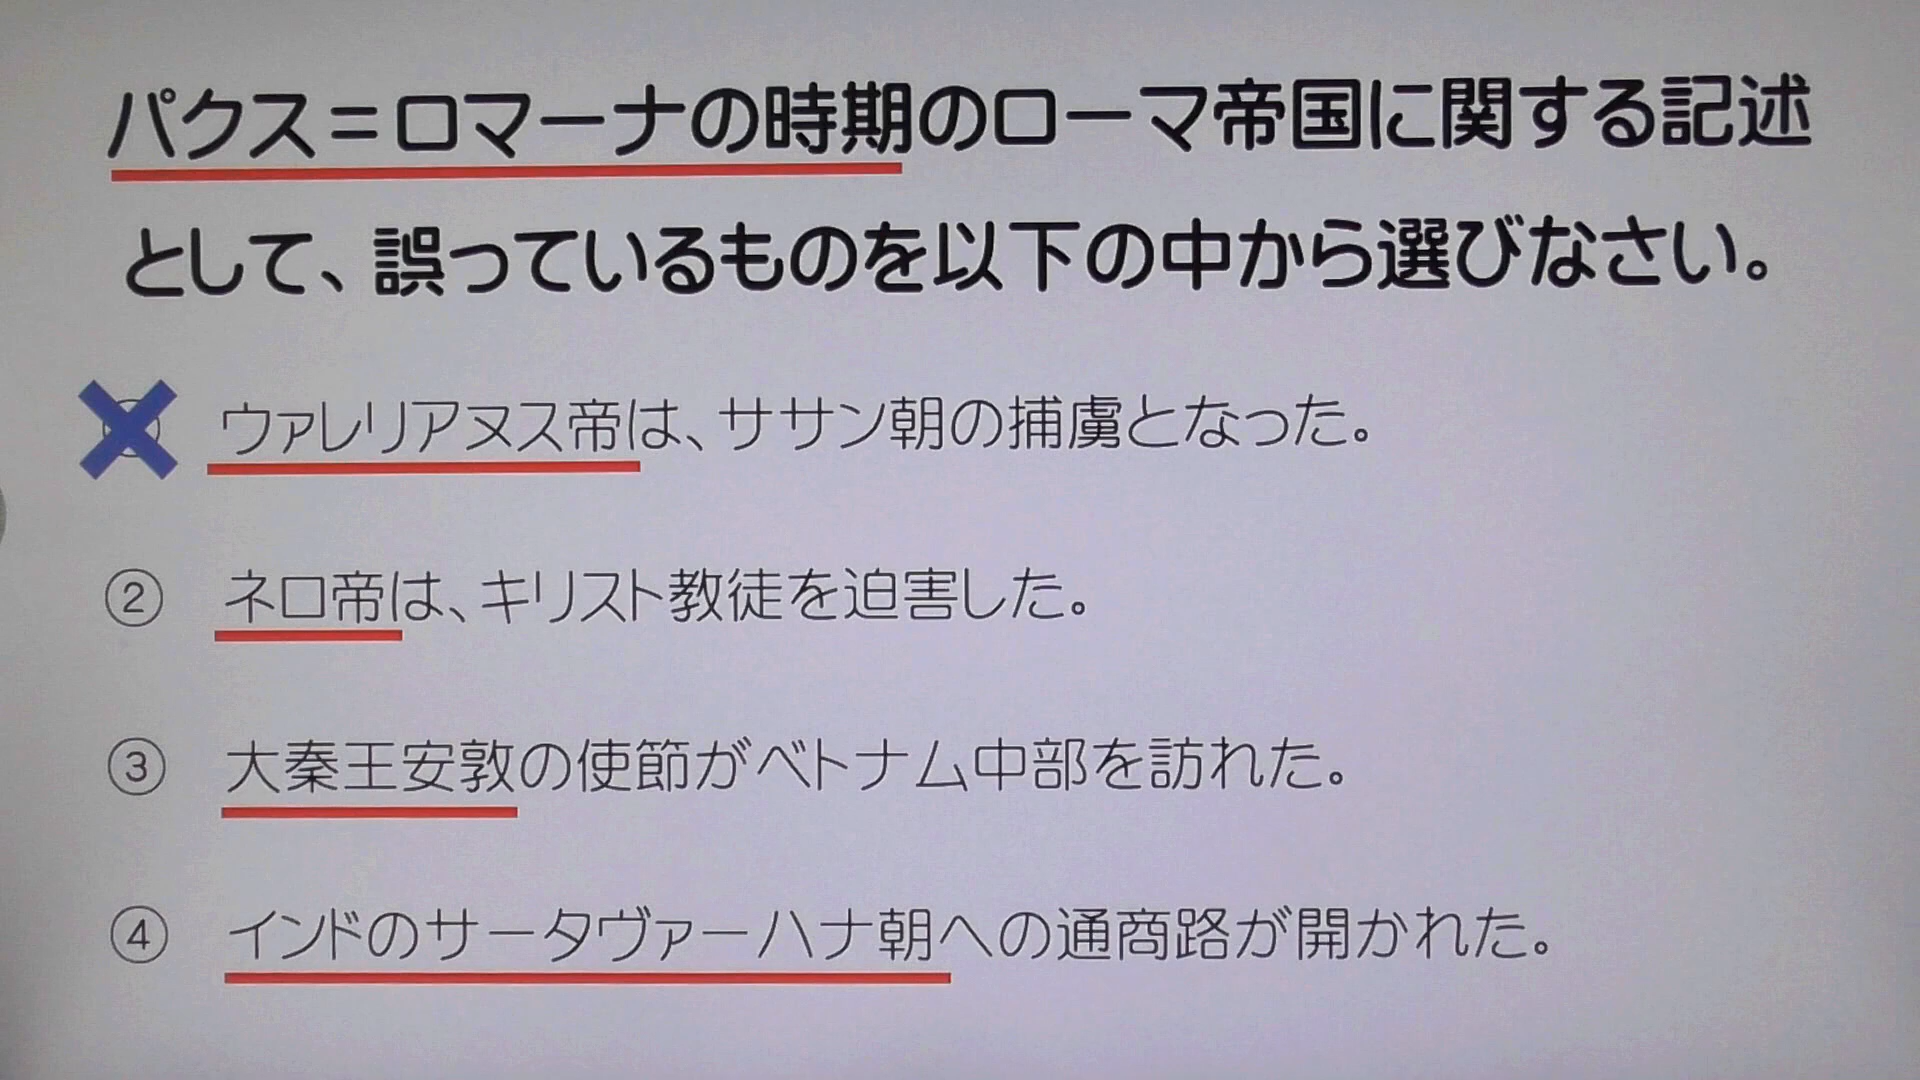 パクス＝ロマーナの時期のローマ帝国に関する記述
として、誤っているものを以下の中から選びなさい。
ウァレリアヌス帝は、ササン朝の捕虜となった。
② ネロ帝は、キリスト教徒を迫害した。
③ 大秦王安敦の使節がベトナム中部を訪れた。
④ インドのサータヴァーハナ朝への通商路が開かれた。